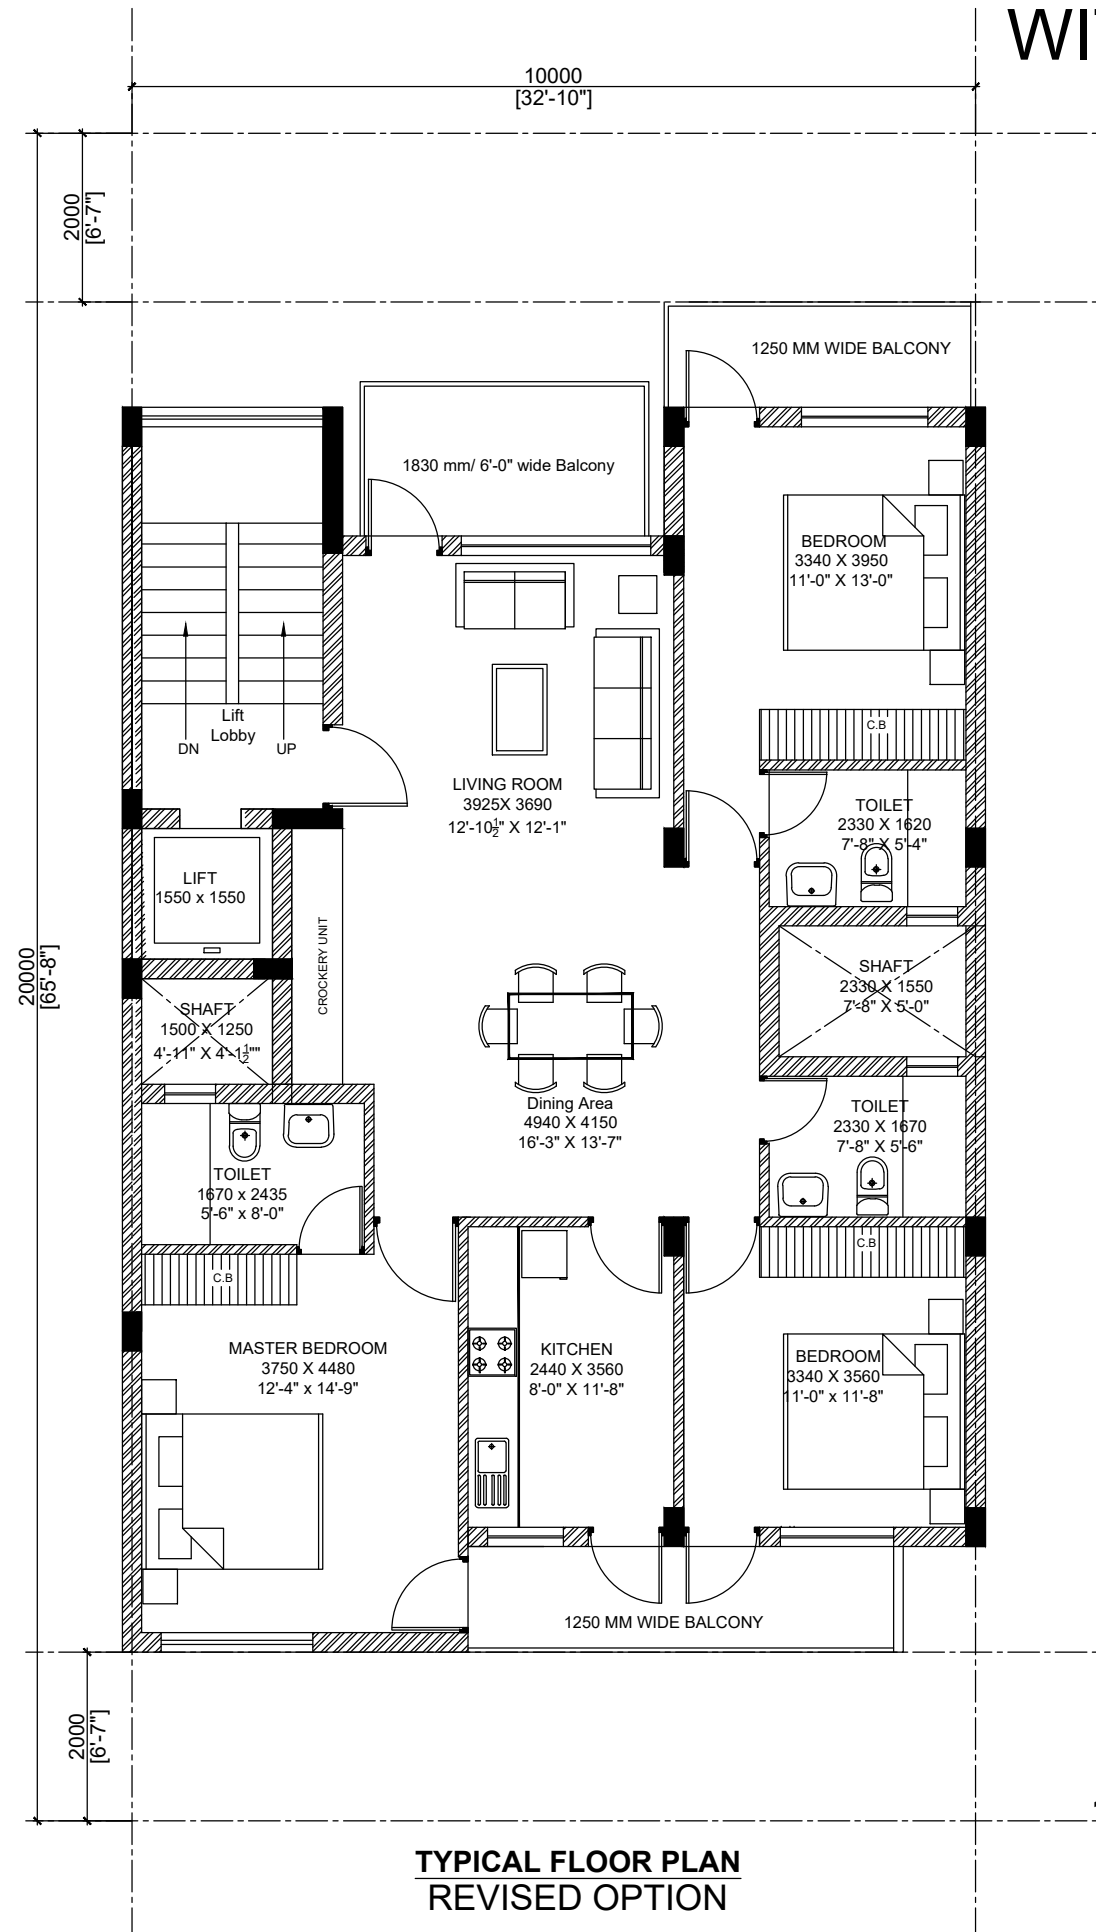 WI
10000
[32'-10"]
2000
[6'-7"]
1250 MM WIDE BALCONY
1830 mm/ 6'-0" wide Balcony
BEDROOM
3340 X 3950
11'-0" X 13'-0"
Lift
Lobby
DN
UP
C.B
LIVING ROOM
3925X 3690
12'-10½" X 12'-1"
TOILET
2330 X 1620
7'-8" X 5'-4"
LIFT
1550 x 1550
CROCKERY UNIT
20000
[65'-8"]
SHAFT
2330 X 1550
7'-8" X 5'-0"
SHAFT
1500 X 1250
4'-11" X 4'-1½""
Dining Area
4940 X 4150
16'-3" X 13'-7"
TOILET
2330 X 1670
7'-8" X 5'-6"
TOILET
1670 x 2435
5'-6" x 8'-0"
C.B
C.B
MASTER BEDROOM
3750 X 4480
12'-4" x 14'-9"
KITCHEN
2440 X 3560
8'-0" X 11'-8"
BEDROOM
3340 X 3560
11'-0" x 11'-8"
1250 MM WIDE BALCONY
2000
[6'-7"]
TYPICAL FLOOR PLAN
REVISED OPTION